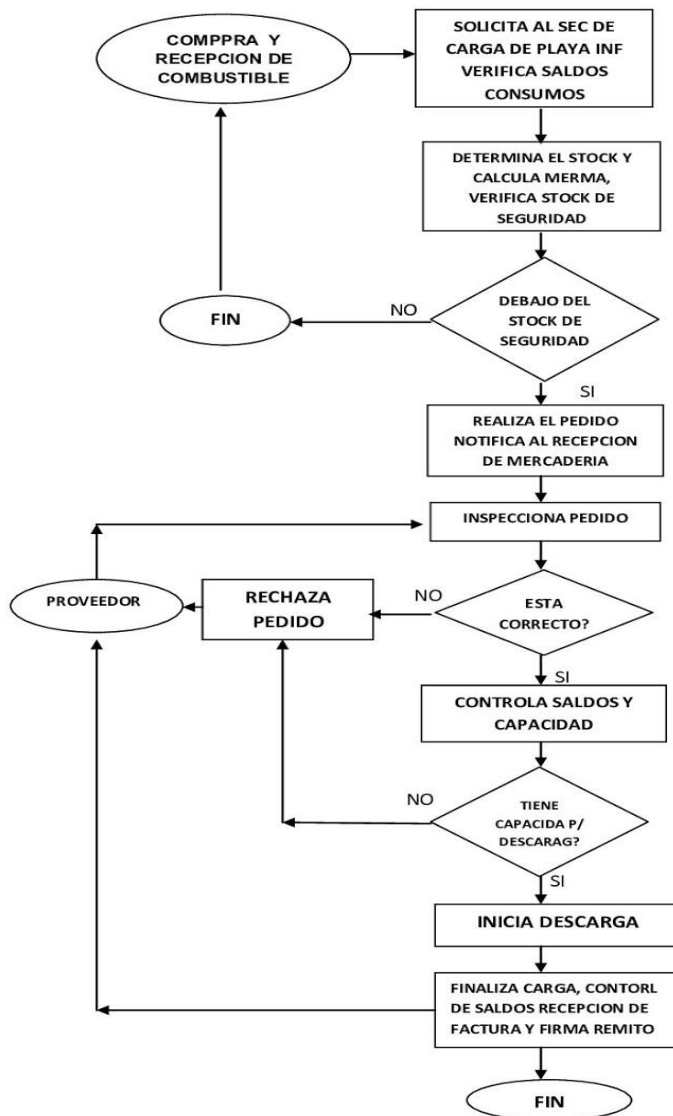 COMPPRA Y
RECEPCION DE
COMBUSTIBLE
SOLICITA AL SEC DE
CARGA DE PLAYA INF
VERIFICA SALDOS
CONSUMOS
DETERMINA EL STOCK Y
CALCULA MERMA,
VERIFICA STOCK DE
SEGURIDAD
DEBAJO DEL
STOCK DE
SEGURIDAD
NO
FIN
SI
REALIZA EL PEDIDO
NOTIFICA AL RECEPCION
DE MERCADERIA
INSPECCIONA PEDIDO
PROVEEDOR
RECHAZA
PEDIDO
NO
ESTA
CORRECTO?
SI
CONTROLA SALDOS Y
CAPACIDAD
NO
TIENE
CAPACIDA P/
DESCARAG?
SI
INICIA DESCARGA
FINALIZA CARGA, CONTORL
DE SALDOS RECEPCION DE
FACTURA Y FIRMA REMITO
FIN